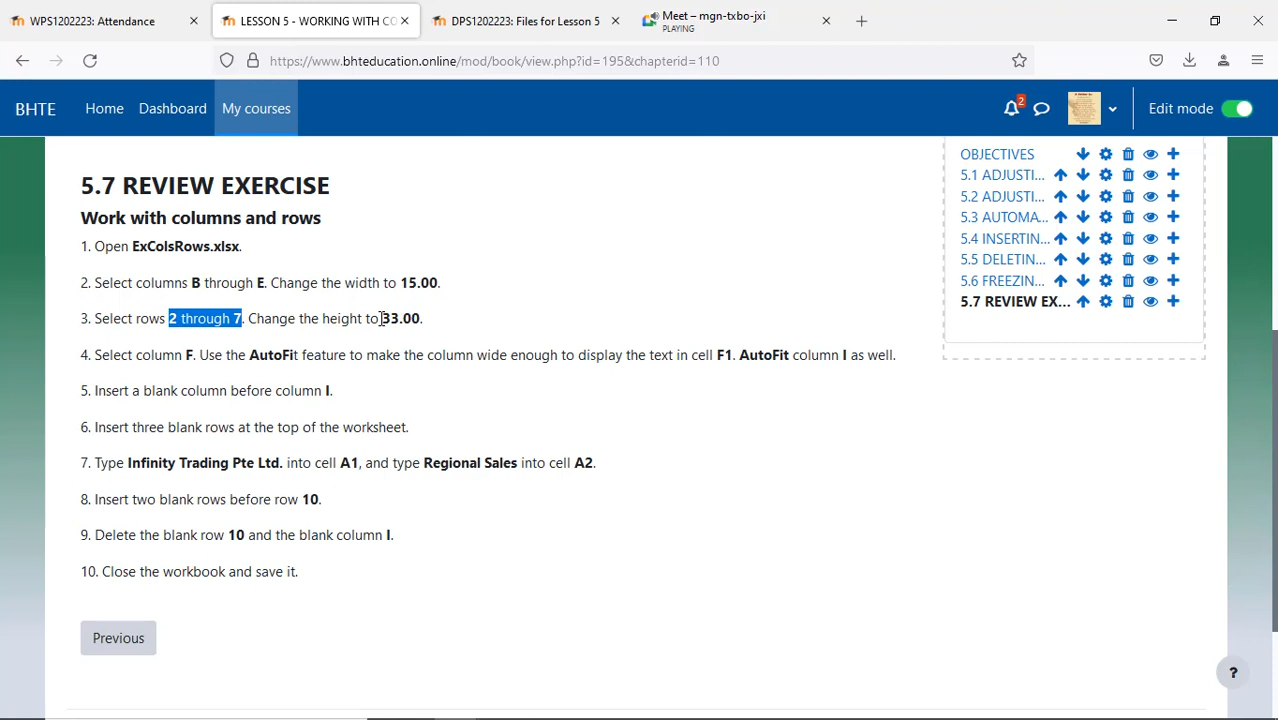 WPS1202223: Attendance
LESSON 5 - WORKING WITH CO
DPS1202223: Files for Lesson 5
Meet – mgn-txbo-jxi
PLAYING
https://www.bhteducation.online/mod/book/view.php?id=195&chapterid=110
BHTE
Home
Dashboard
My courses
2
Edit mode
5.7 REVIEW EXERCISE
Work with columns and rows
1. Open ExColsRows.xlsx.
2. Select columns B through E. Change the width to 15.00.
3. Select rows 2 through 7. Change the height to 33.00.
4. Select column F. Use the AutoFit feature to make the column wide enough to display the text in cell F1. AutoFit column I as well.
5. Insert a blank column before column I.
6. Insert three blank rows at the top of the worksheet.
7. Type Infinity Trading Pte Ltd. into cell A1, and type Regional Sales into cell A2.
8. Insert two blank rows before row 10.
9. Delete the blank row 10 and the blank column I.
10. Close the workbook and save it.
Previous
OBJECTIVES
5.1 ADJUSTI...
5.2 ADJUSTI...
5.3 AUTOMA...
5.4 INSERTIN...
5.5 DELETIN...
5.6 FREEZIN...
5.7 REVIEW EX...
?